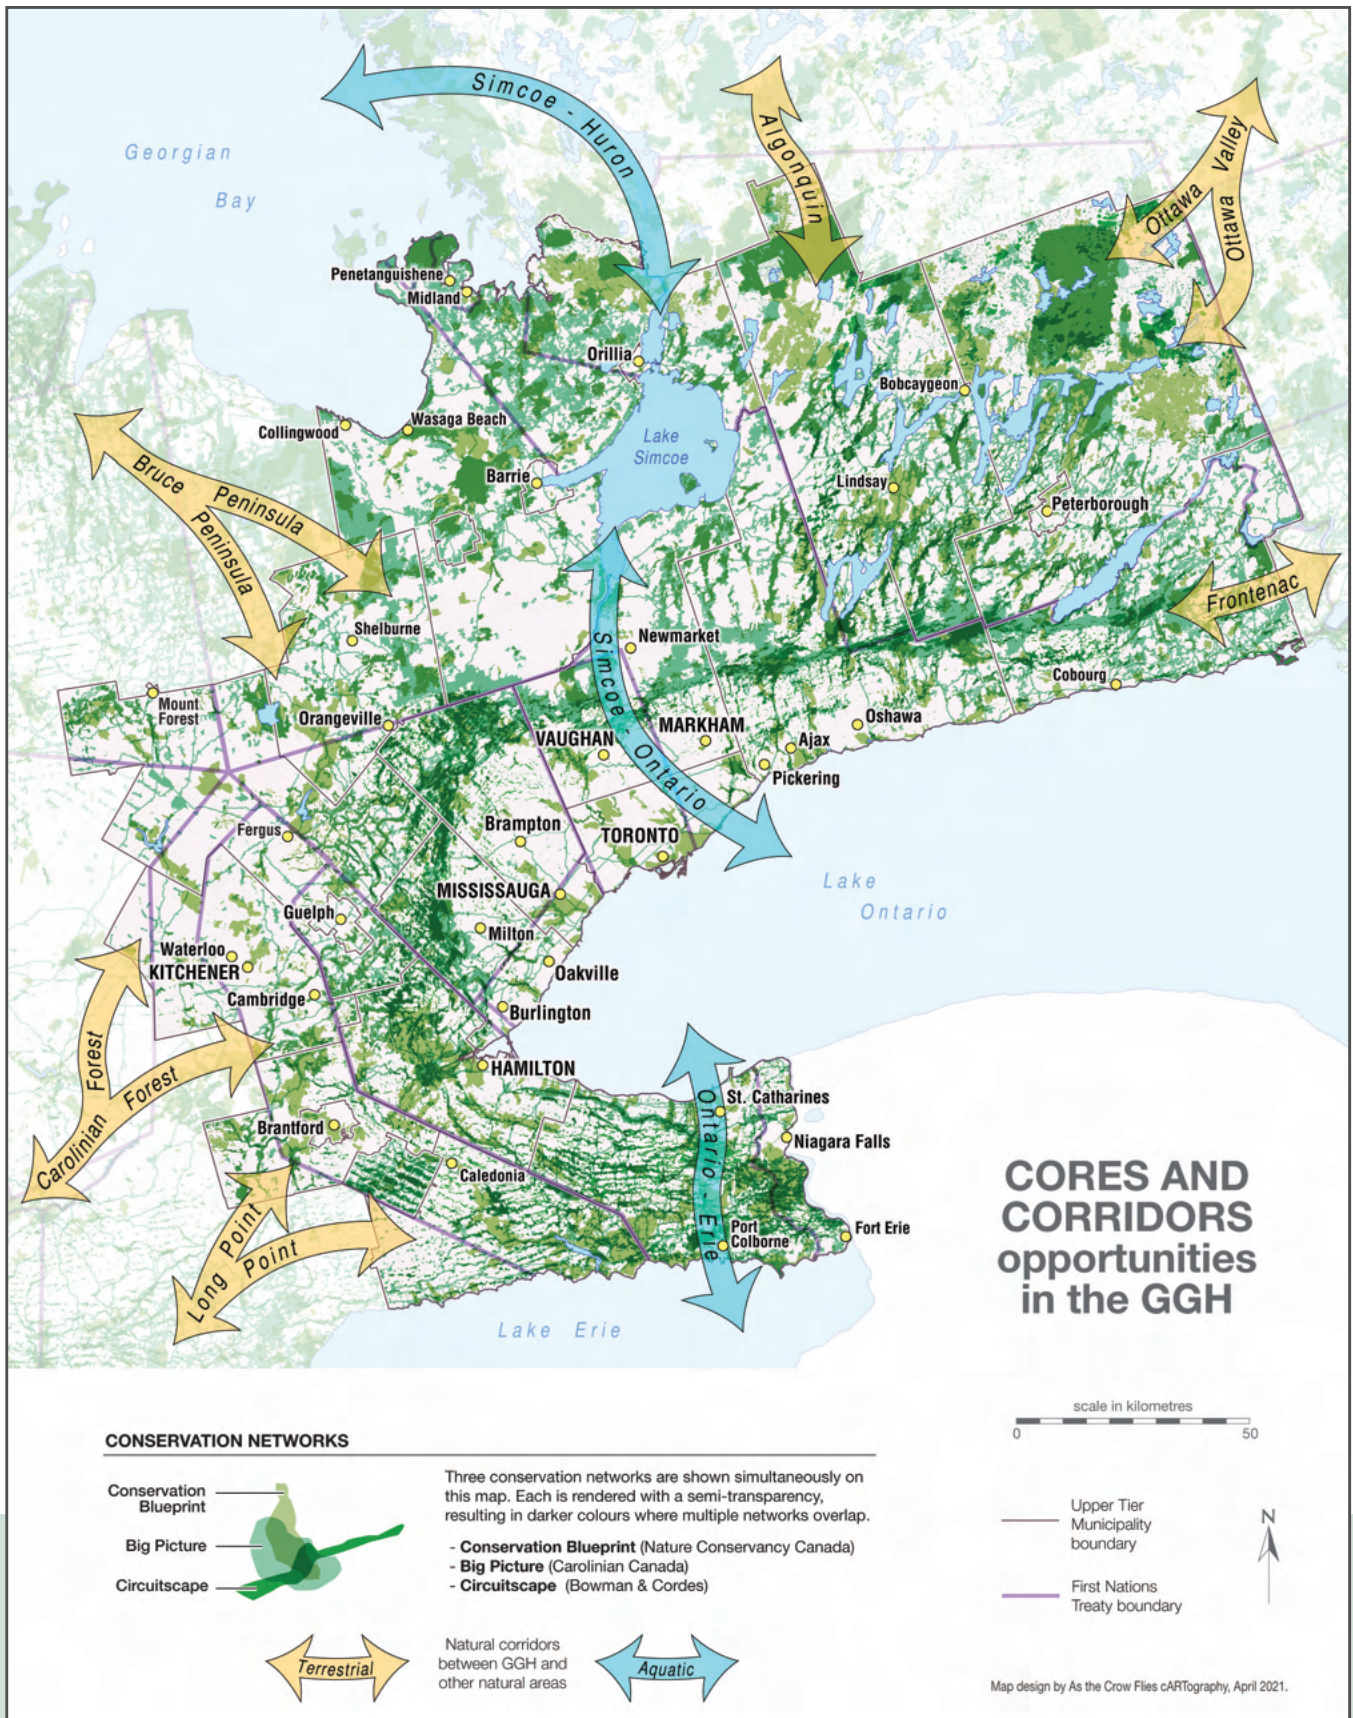 Simcoe - Huron
Algonquin
Ottawa Valley
Ottawa Valley
Georgian
Bay
Penetanguishene
Midland
Orillia
Bobcaygeon
Collingwood
Wasaga Beach
Lake
Simcoe
Barrie
Lindsay
Peterborough
Bruce Peninsula
Peninsula
Frontenac
Shelburne
Newmarket
Simcoe - Ontario
Cobourg
Mount
Forest
Orangeville
VAUGHAN
MARKHAM
Oshawa
Ajax
Pickering
Fergus
Brampton
TORONTO
MISSISSAUGA
Lake
Ontario
Guelph
Milton
Waterloo
KITCHENER
Oakville
Cambridge
Burlington
Forest
Carolinian Forest
HAMILTON
Ontario - Erie
St. Catharines
Brantford
Niagara Falls
Caledonia
Point
Long Point
Port
Colborne
Fort Erie
Lake Erie
CORES AND
CORRIDORS
opportunities
in the GGH
scale in kilometres
0 50
CONSERVATION NETWORKS
Conservation
Blueprint
Big Picture
Circuitscape
Three conservation networks are shown simultaneously on
this map. Each is rendered with a semi-transparency,
resulting in darker colours where multiple networks overlap.
- Conservation Blueprint (Nature Conservancy Canada)
- Big Picture (Carolinian Canada)
- Circuitscape (Bowman & Cordes)
Upper Tier
Municipality
boundary
First Nations
Treaty boundary
N
Terrestrial
Natural corridors
between GGH and
other natural areas
Aquatic
Map design by As the Crow Flies cARTography, April 2021.